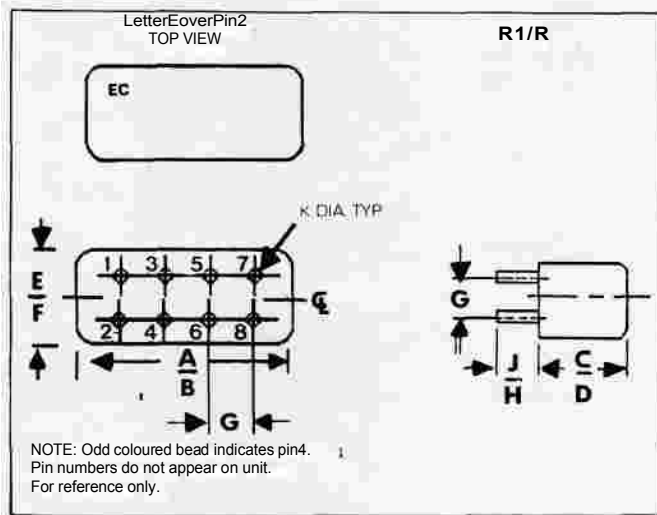 LetterEoverPin2
TOP VIEW
R1/R
EC
K DIA TYP
1 3 5 7
E
F
2 4 6 8
℄
A
B
G
G
J
H
C
D
NOTE: Odd coloured bead indicates pin4.
Pin numbers do not appear on unit.
For reference only.